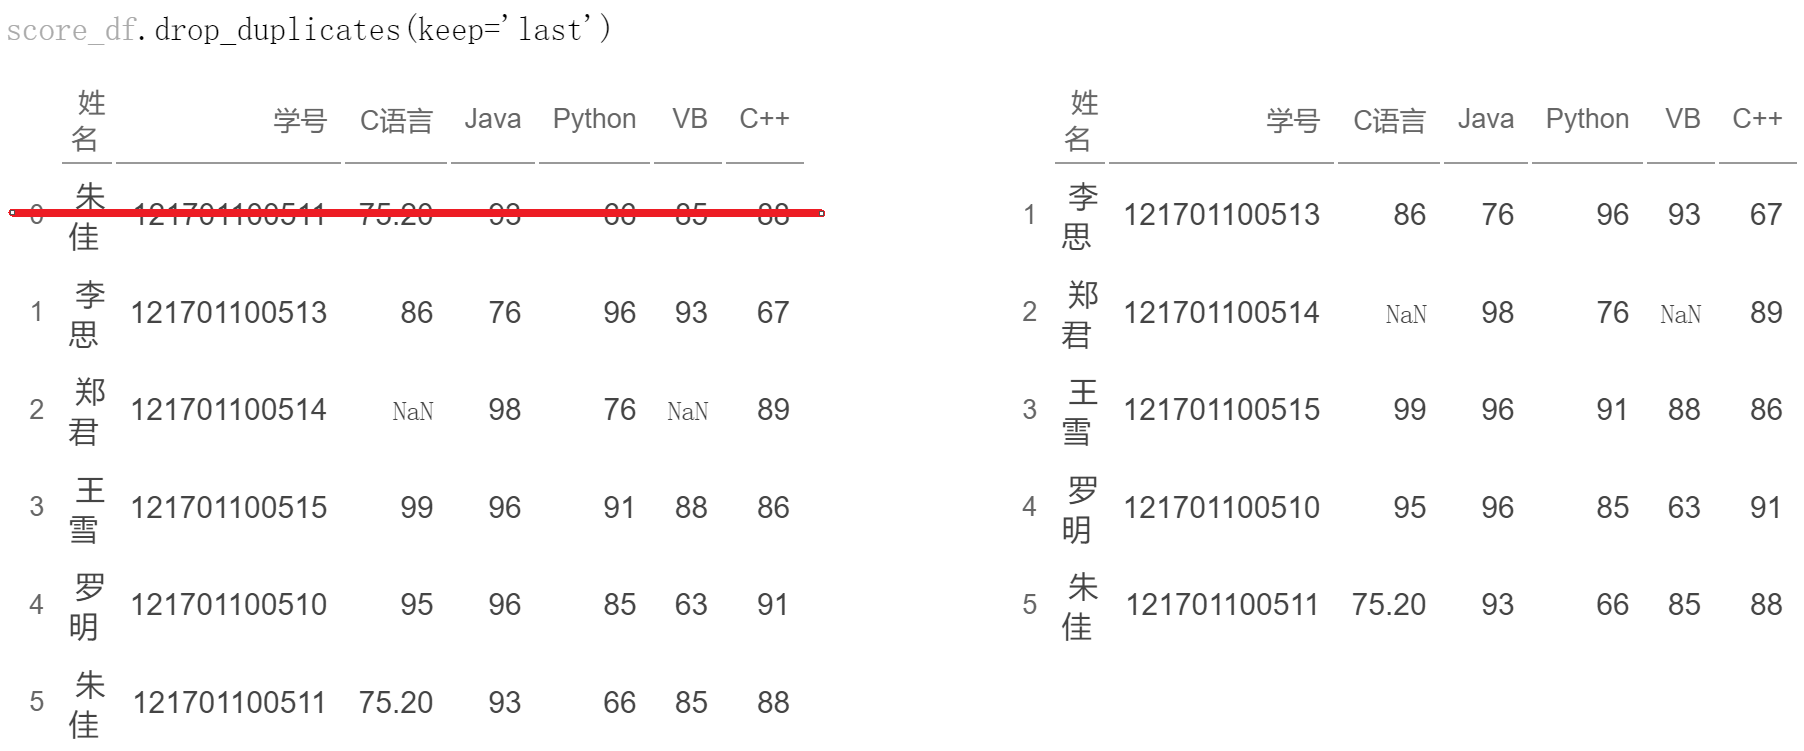 score_df.drop_duplicates(keep='last')
姓名 学号 C语言 Java Python VB C++
0 朱佳 121701100511 75.20 93 66 85 88
1 李思 121701100513 86 76 96 93 67
2 郑君 121701100514 NaN 98 76 NaN 89
3 王雪 121701100515 99 96 91 88 86
4 罗明 121701100510 95 96 85 63 91
5 朱佳 121701100511 75.20 93 66 85 88
姓名 学号 C语言 Java Python VB C++
1 李思 121701100513 86 76 96 93 67
2 郑君 121701100514 NaN 98 76 NaN 89
3 王雪 121701100515 99 96 91 88 86
4 罗明 121701100510 95 96 85 63 91
5 朱佳 121701100511 75.20 93 66 85 88